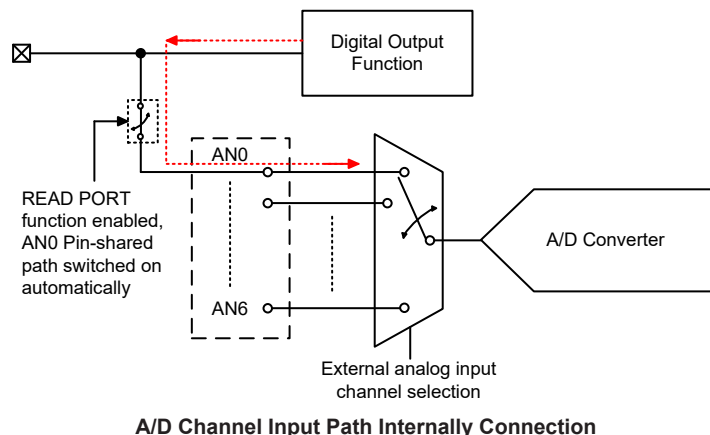 Digital Output
Function
AN0
READ PORT
function enabled,
AN0 Pin-shared
path switched on
automatically
A/D Converter
AN6
External analog input
channel selection
A/D Channel Input Path Internally Connection